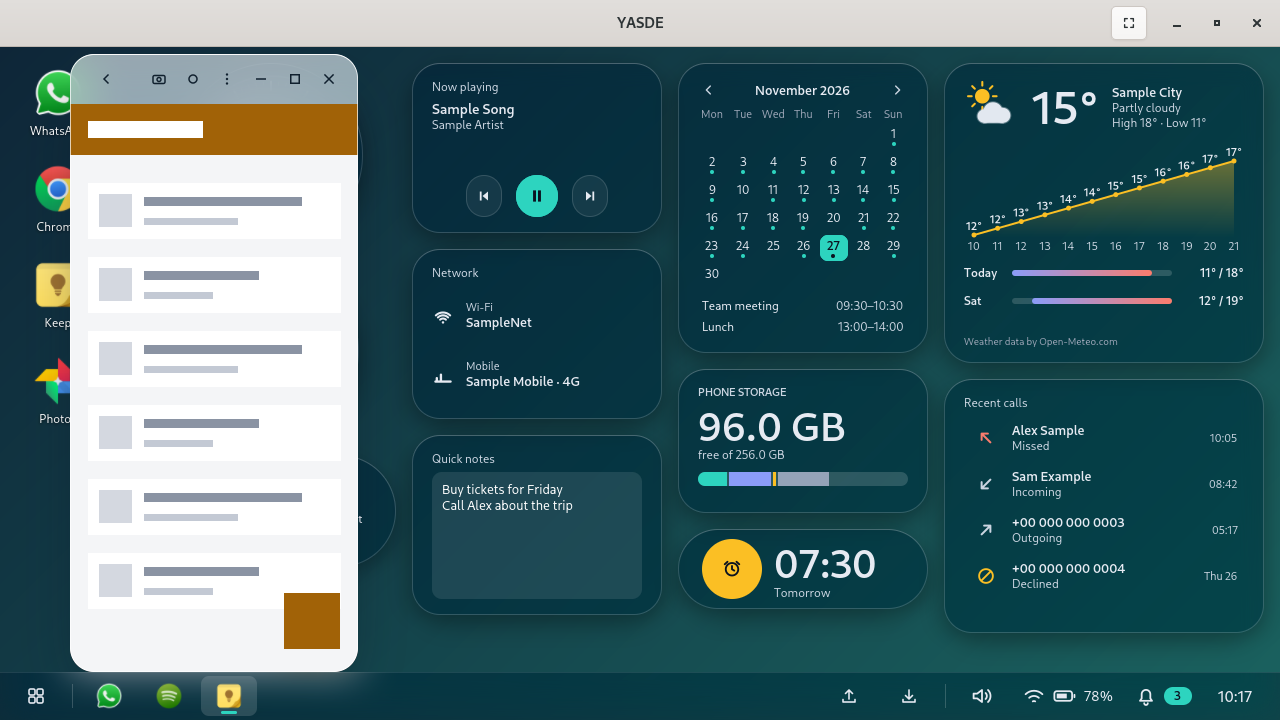 YASDE
WhatsA
Chrom
Keep
Photo
t
Now playing
Sample Song
Sample Artist
Network
Wi-Fi
SampleNet
Mobile
Sample Mobile · 4G
Quick notes
Buy tickets for Friday
Call Alex about the trip
November 2026
Mon Tue Wed Thu Fri Sat Sun
1
2 3 4 5 6 7 8
9 10 11 12 13 14 15
16 17 18 19 20 21 22
23 24 25 26 27 28 29
30
Team meeting 09:30–10:30
Lunch 13:00–14:00
PHONE STORAGE
96.0 GB
free of 256.0 GB
07:30
Tomorrow
15°
Sample City
Partly cloudy
High 18° · Low 11°
12° 12° 13° 13° 14° 14° 15° 15° 16° 16° 17° 17°
10 11 12 13 14 15 16 17 18 19 20 21
Today 11° / 18°
Sat 12° / 19°
Weather data by Open-Meteo.com
Recent calls
Alex Sample
Missed
10:05
Sam Example
Incoming
08:42
+00 000 000 0003
Outgoing
05:17
+00 000 000 0004
Declined
Thu 26
78%
3
10:17